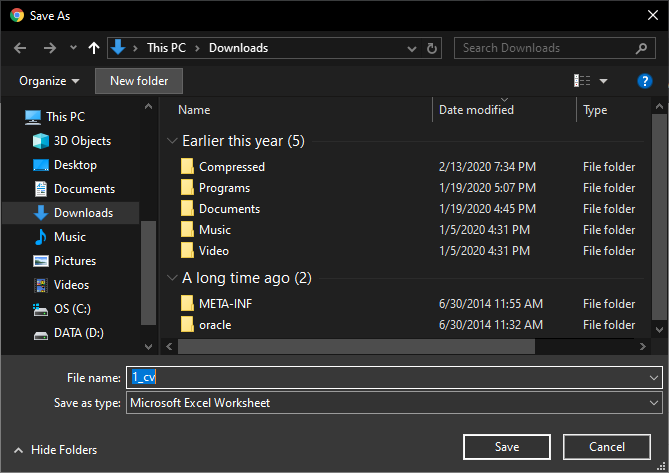 Save As
This PC > Downloads
Search Downloads
Organize
New folder
?
This PC
3D Objects
Desktop
Documents
Downloads
Music
Pictures
Videos
OS (C:)
DATA (D:)
Name Date modified Type
Earlier this year (5)
Compressed 2/13/2020 7:34 PM File folder
Programs 1/19/2020 5:07 PM File folder
Documents 1/19/2020 4:45 PM File folder
Music 1/5/2020 4:31 PM File folder
Video 1/5/2020 4:31 PM File folder
A long time ago (2)
META-INF 6/30/2014 11:55 AM File folder
oracle 6/30/2014 11:32 AM File folder
File name: 1_cv
Save as type: Microsoft Excel Worksheet
Hide Folders
Save
Cancel